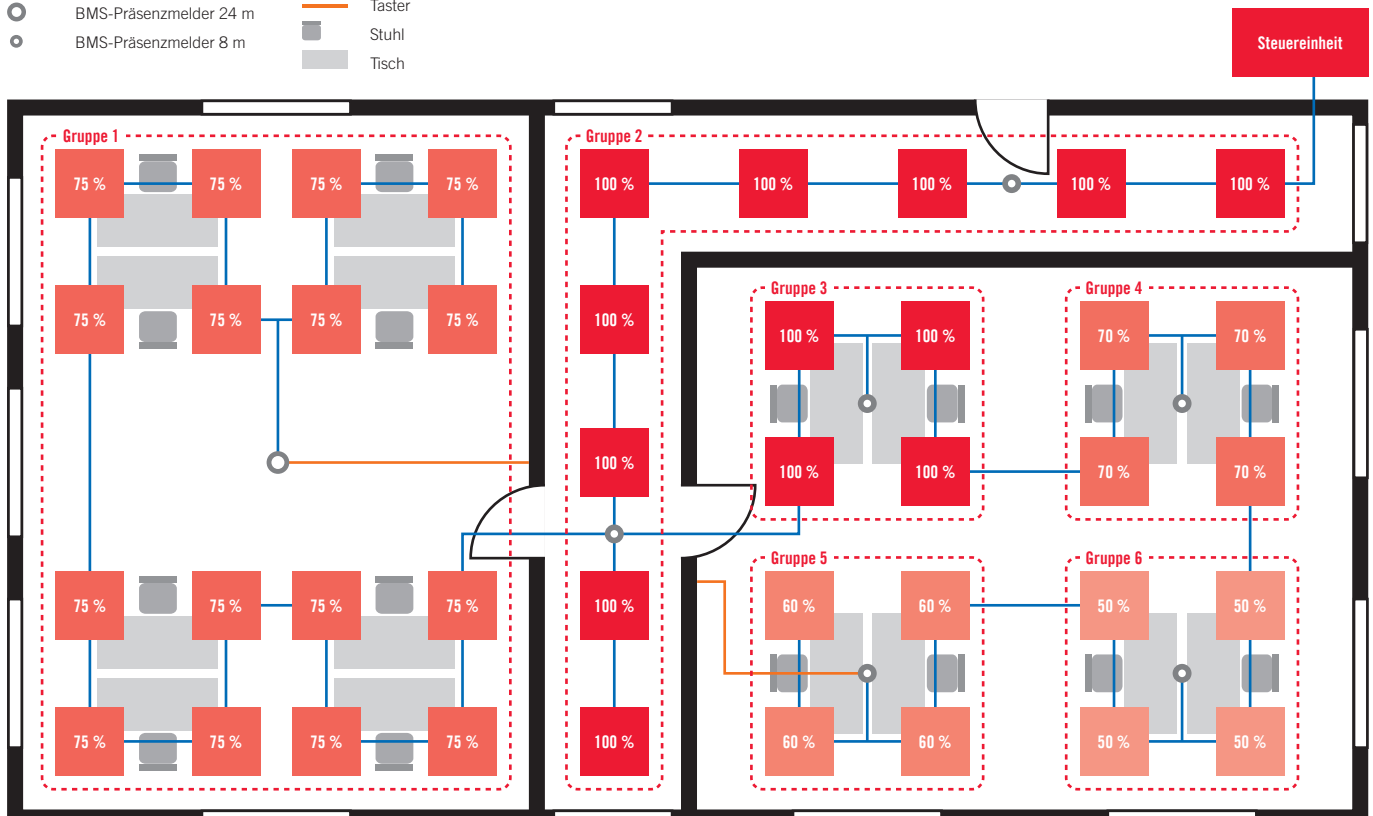 BMS-Präsenzmelder 24 m
BMS-Präsenzmelder 8 m
Taster
Stuhl
Tisch
Steuereinheit
Gruppe 1
75 % 75 % 75 % 75 %
75 % 75 % 75 % 75 %
75 % 75 % 75 % 75 %
75 % 75 % 75 % 75 %
Gruppe 2
100 % 100 % 100 % 100 % 100 %
100 %
100 %
100 %
100 %
Gruppe 3
100 % 100 %
100 % 100 %
Gruppe 4
70 % 70 %
70 % 70 %
Gruppe 5
60 % 60 %
60 % 60 %
Gruppe 6
50 % 50 %
50 % 50 %